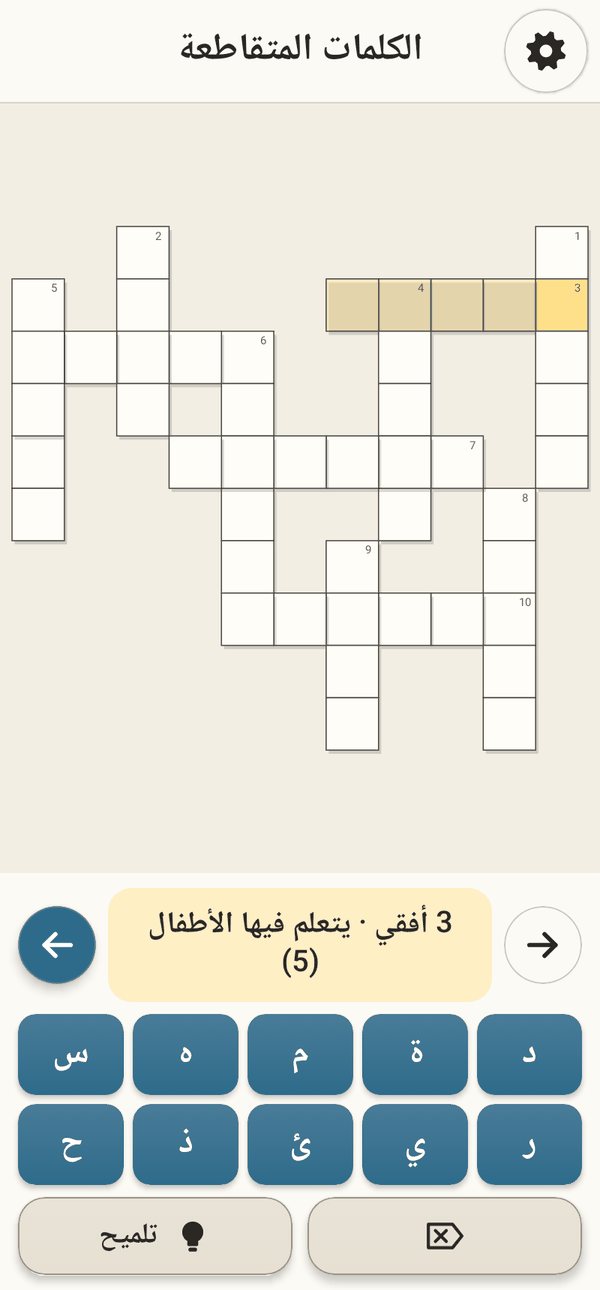 الكلمات المتقاطعة
2
1
5
4
3
6
7
8
9
10
3 أفقي · يتعلم فيها الأطفال
(5)
د ة م ه س
ر ي ئ ذ ح
تلميح